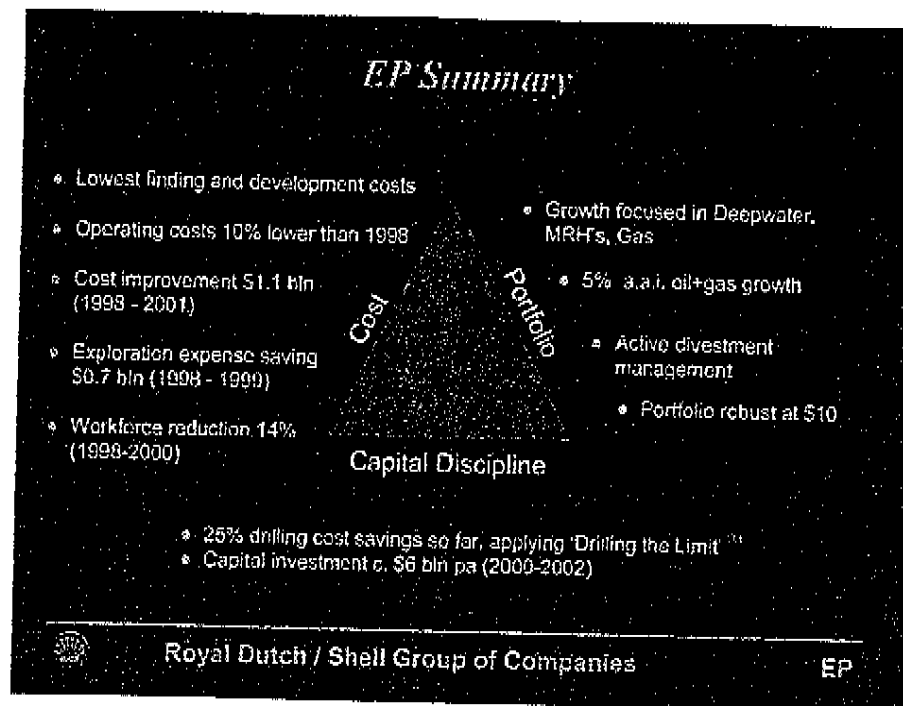 EP Summary
• Lowest finding and development costs
• Operating costs 10% lower than 1998
• Cost improvement $1.1 bln
(1998 - 2001)
• Exploration expense saving
$0.7 bln (1998 - 1999)
• Workforce reduction 14%
(1998-2000)
Cost
Portfolio
Capital Discipline
• Growth focused in Deepwater,
MRH's, Gas
• 5% a.a.i. oil+gas growth
• Active divestment
management
• Portfolio robust at $10
• 25% drilling cost savings so far, applying 'Drilling the Limit'
• Capital investment c. $6 bln pa (2000-2002)
Royal Dutch / Shell Group of Companies
EP